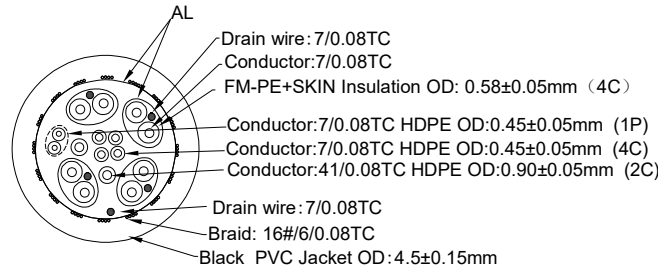 AL
Drain wire:7/0.08TC
Conductor:7/0.08TC
FM-PE+SKIN Insulation OD: 0.58±0.05mm（4C）
Conductor:7/0.08TC HDPE OD:0.45±0.05mm (1P)
Conductor:7/0.08TC HDPE OD:0.45±0.05mm (4C)
Conductor:41/0.08TC HDPE OD:0.90±0.05mm (2C)
Drain wire:7/0.08TC
Braid: 16#/6/0.08TC
Black PVC Jacket OD:4.5±0.15mm